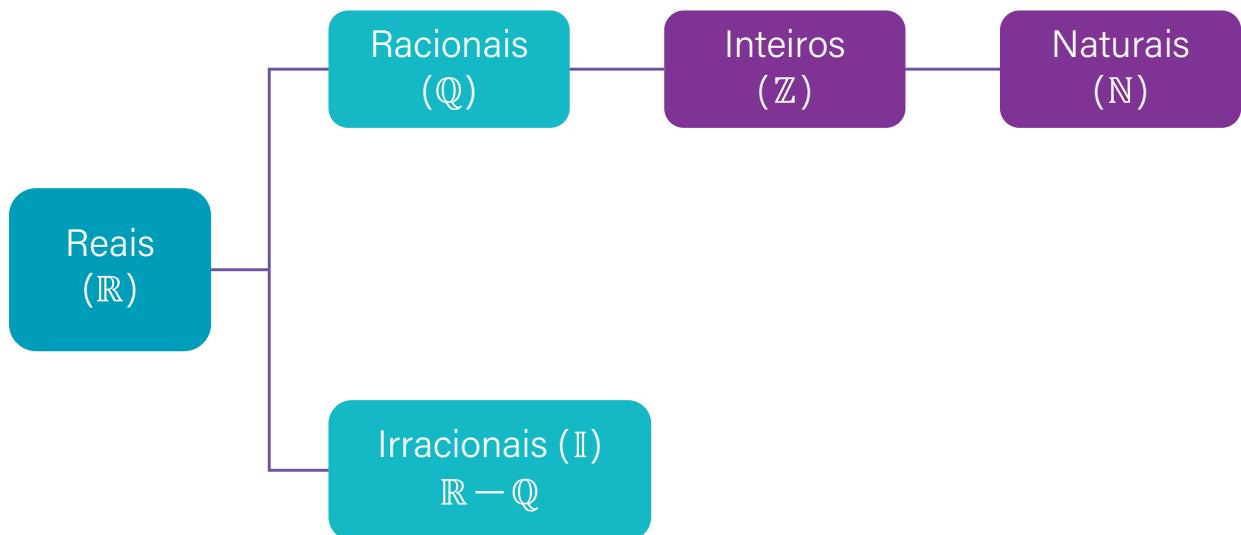 Racionais
(ℚ)
Inteiros
(ℤ)
Naturais
(ℕ)
Reais
(ℝ)
Irracionais (𝕀)
ℝ — ℚ